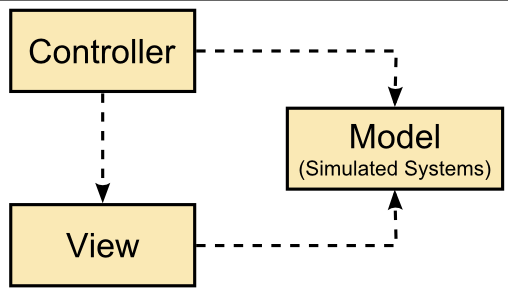 Controller
Model
(Simulated Systems)
View